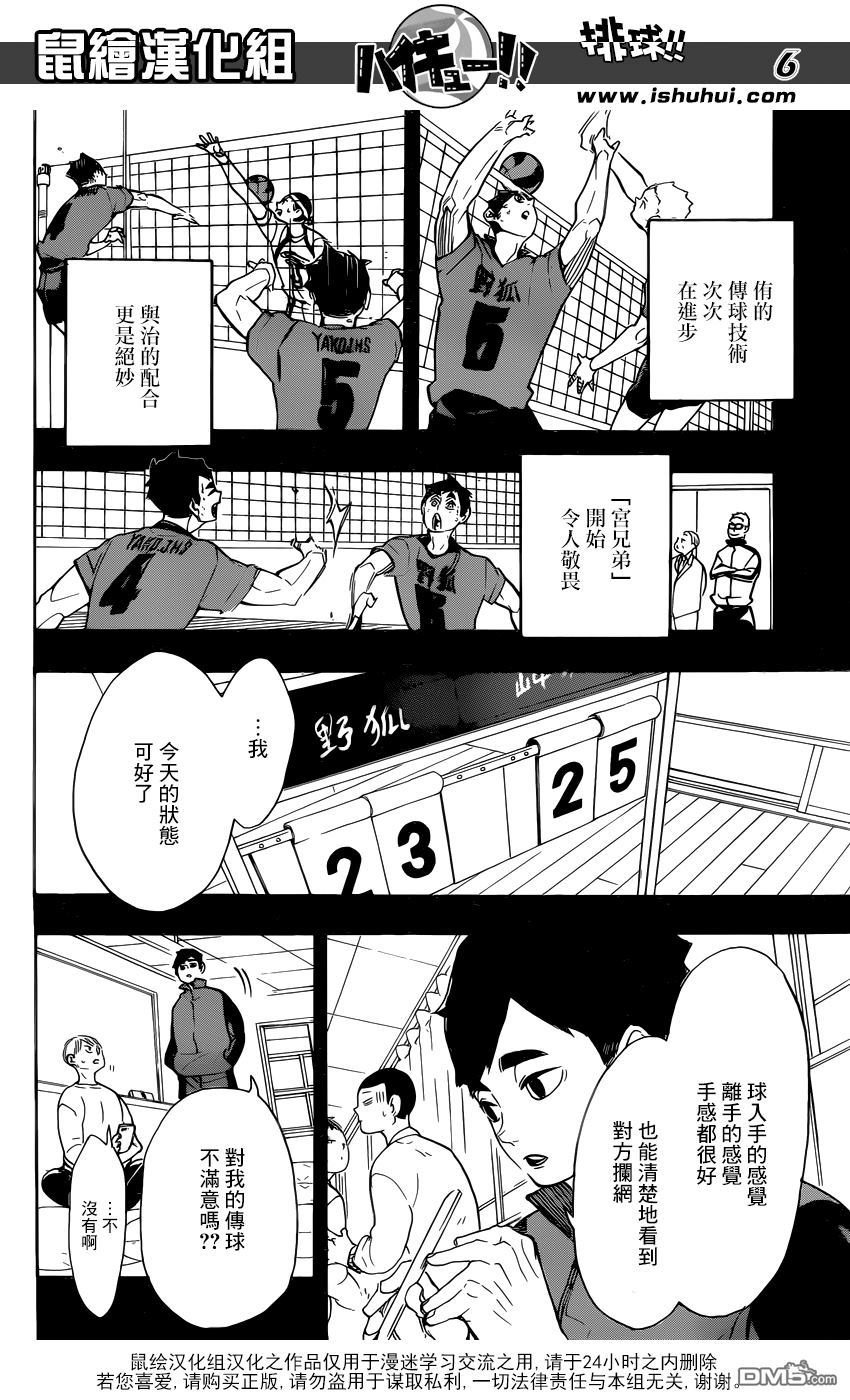 鼠繪漢化組
ハイキュー!!
排球!!
6
www.ishuhui.com
侑的
傳球技術
次次
在進步
野狐
6
4
YAKO.JHS
5
與治的配合
更是絕妙
「宮兄弟」
開始
令人敬畏
YAKO.JHS
4
野狐
…我
今天的狀態
可好了
野狐
23
25
球入手的感覺
離手的感覺
手感都很好
也能清楚地看到
對方攔網
對我的傳球
不滿意嗎??
…不
沒有啊
鼠绘汉化组汉化之作品仅用于漫迷学习交流之用, 请于24小时之内删除
若您喜爱, 请购买正版, 请勿盗用于谋取私利, 一切法律责任与本组无关, 谢谢。
DM5.com